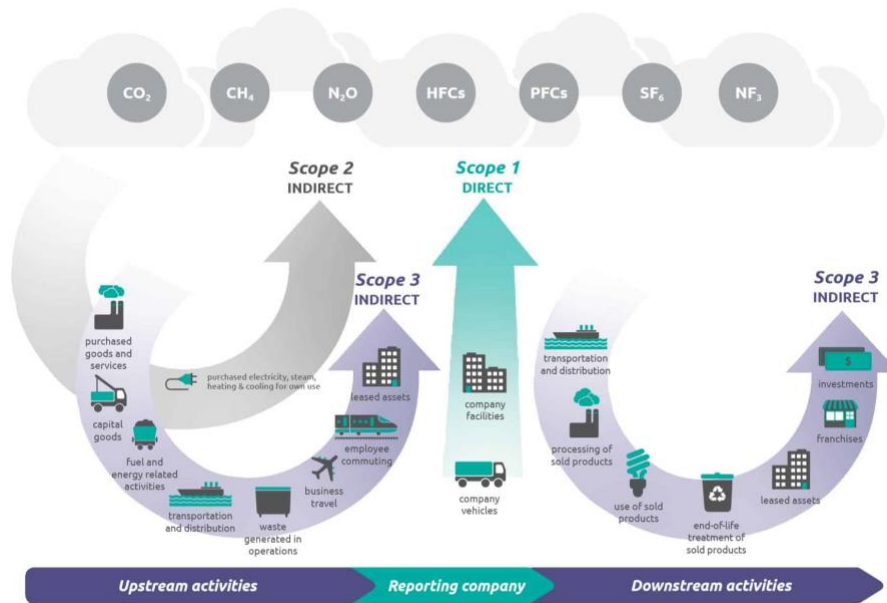 CO₂
CH₄
N₂O
HFCs
PFCs
SF₆
NF₃
Scope 2
INDIRECT
Scope 1
DIRECT
Scope 3
INDIRECT
Scope 3
INDIRECT
purchased
goods and
services
capital
goods
fuel and
energy related
activities
transportation
and distribution
waste
generated in
operations
business
travel
employee
commuting
leased assets
purchased electricity, steam,
heating & cooling for own use
company
facilities
company
vehicles
transportation
and distribution
processing of
sold products
use of sold
products
end-of-life
treatment of
sold products
leased assets
franchises
investments
$
Upstream activities
Reporting company
Downstream activities